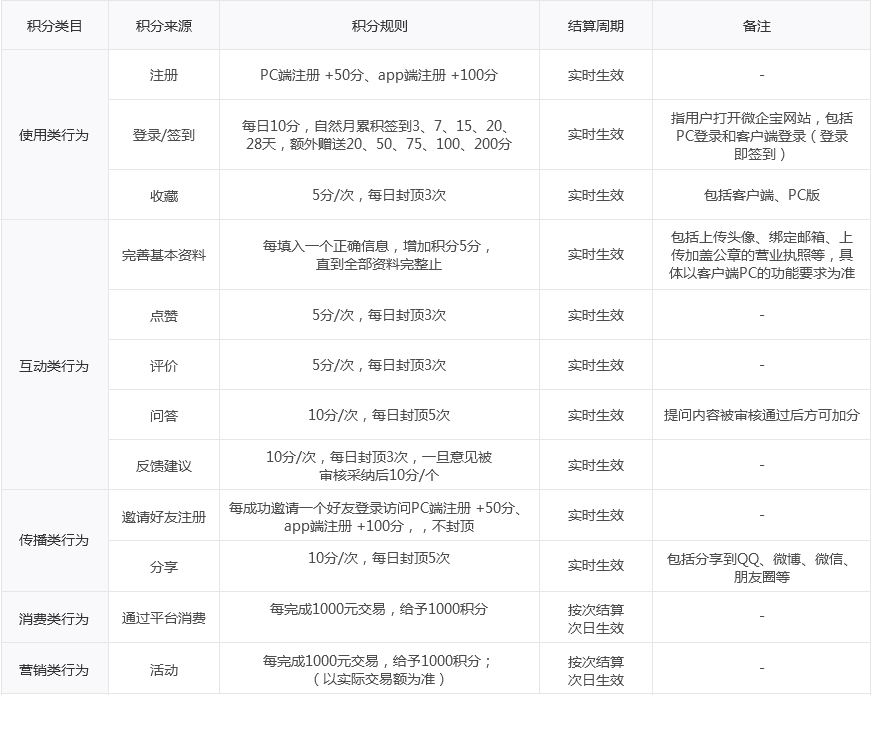 积分类目 积分来源 积分规则 结算周期 备注
使用类行为
注册 PC端注册 +50分、app端注册 +100分 实时生效 -
登录/签到
每日10分，自然月累积签到3、7、15、20、
28天，额外赠送20、50、75、100、200分
实时生效
指用户打开微企宝网站，包括
PC登录和客户端登录（登录
即签到）
收藏 5分/次，每日封顶3次 实时生效 包括客户端、PC版
互动类行为
完善基本资料
每填入一个正确信息，增加积分5分，
直到全部资料完整止
实时生效
包括上传头像、绑定邮箱、上
传加盖公章的营业执照等，具
体以客户端PC的功能要求为准
点赞 5分/次，每日封顶3次 实时生效 -
评价 5分/次，每日封顶3次 实时生效 -
问答 10分/次，每日封顶5次 实时生效 提问内容被审核通过后方可加分
反馈建议
10分/次，每日封顶3次，一旦意见被
审核采纳后10分/个
实时生效 -
传播类行为
邀请好友注册
每成功邀请一个好友登录访问PC端注册 +50分、
app端注册 +100分，，不封顶
实时生效 -
分享 10分/次，每日封顶5次 实时生效
包括分享到QQ、微博、微信、
朋友圈等
消费类行为 通过平台消费 每完成1000元交易，给予1000积分
按次结算
次日生效
-
营销类行为 活动
每完成1000元交易，给予1000积分；
（以实际交易额为准）
按次结算
次日生效
-